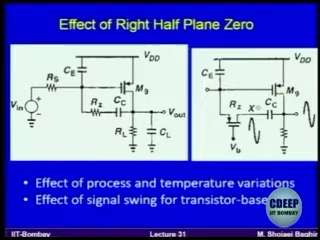 Effect of Right Half Plane Zero
V_DD
V_DD
C_E
M_9
C_E
M_9
R_S
R_z
C_C
V_out
R_z
X
C_C
V_in
R_L
C_L
V_b
• Effect of process and temperature variations
• Effect of signal swing for transistor-base
CDEEP
IIT BOMBAY
IIT-Bombay
Lecture 31
M. Shojaei Baghini